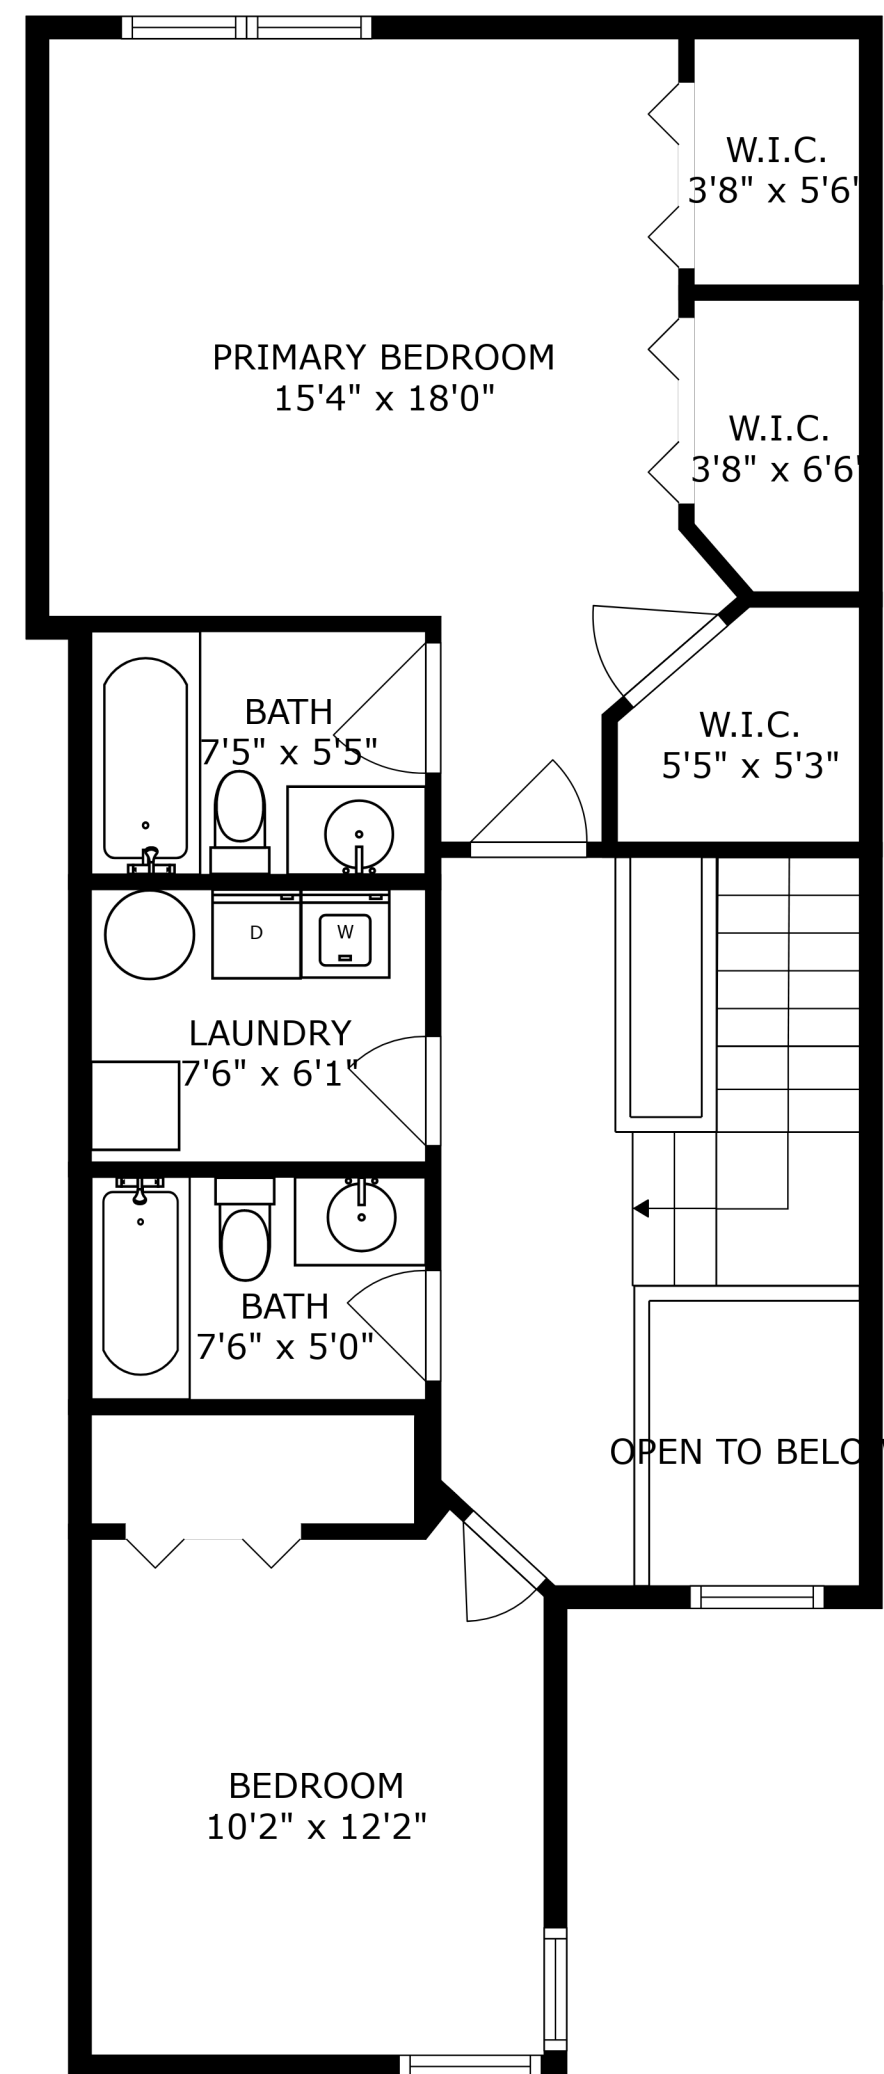 W.I.C.
3'8" x 5'6"
PRIMARY BEDROOM
15'4" x 18'0"
W.I.C.
3'8" x 6'6"
BATH
7'5" x 5'5"
W.I.C.
5'5" x 5'3"
D
W
LAUNDRY
7'6" x 6'1"
BATH
7'6" x 5'0"
OPEN TO BELOW
BEDROOM
10'2" x 12'2"